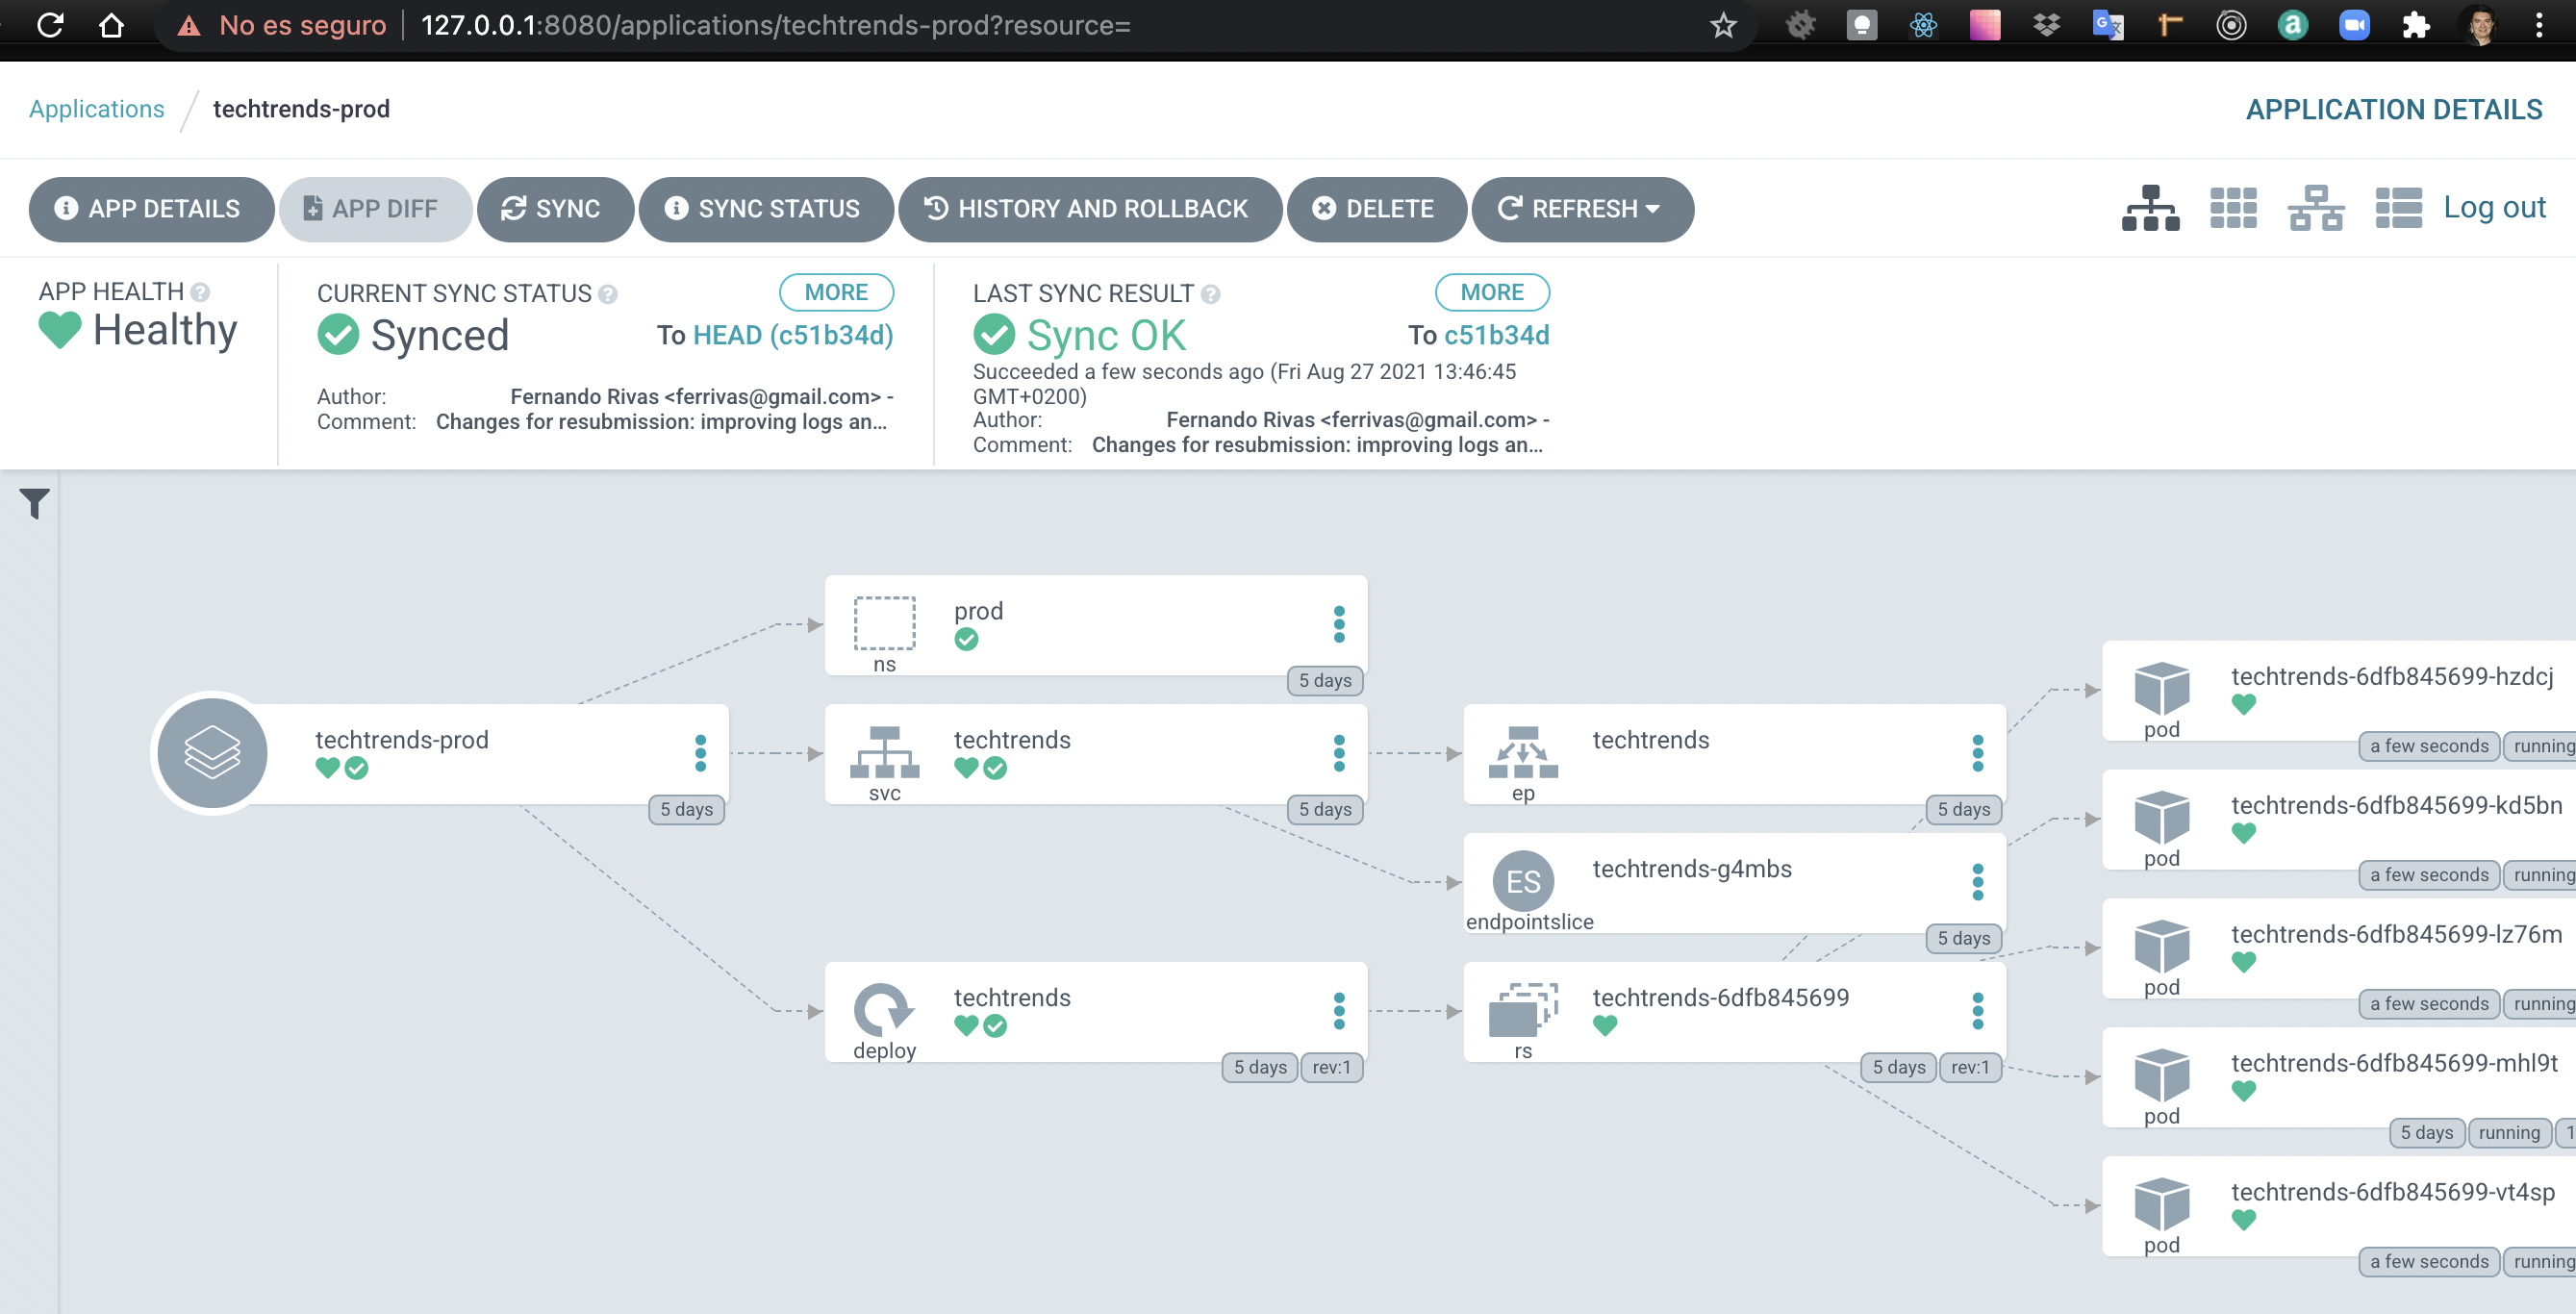 No es seguro 127.0.0.1:8080/applications/techtrends-prod?resource=
Applications / techtrends-prod
APPLICATION DETAILS
APP DETAILS APP DIFF SYNC SYNC STATUS HISTORY AND ROLLBACK DELETE REFRESH Log out
APP HEALTH
Healthy
CURRENT SYNC STATUS MORE
Synced To HEAD (c51b34d)
Author: Fernando Rivas <ferrivas@gmail.com> -
Comment: Changes for resubmission: improving logs an...
LAST SYNC RESULT MORE
Sync OK To c51b34d
Succeeded a few seconds ago (Fri Aug 27 2021 13:46:45
GMT+0200)
Author: Fernando Rivas <ferrivas@gmail.com> -
Comment: Changes for resubmission: improving logs an...
techtrends-prod
5 days
prod
ns
5 days
techtrends
svc
5 days
techtrends
deploy
5 days rev:1
techtrends
ep
5 days
ES
techtrends-g4mbs
endpointslice
5 days
techtrends-6dfb845699
rs
5 days rev:1
techtrends-6dfb845699-hzdcj
pod
a few seconds running
techtrends-6dfb845699-kd5bn
pod
a few seconds running
techtrends-6dfb845699-lz76m
pod
a few seconds running
techtrends-6dfb845699-mhl9t
pod
5 days running 1
techtrends-6dfb845699-vt4sp
pod
a few seconds running